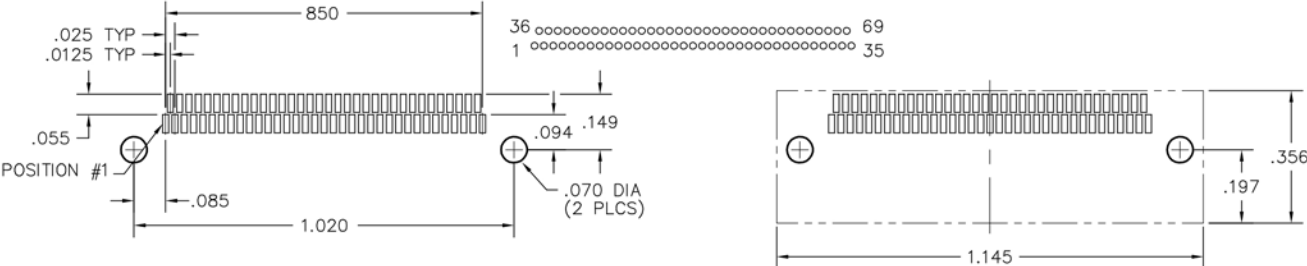 850
.025 TYP
.0125 TYP
36
69
1
35
.055
.094
.149
POSITION #1
.085
.070 DIA
(2 PLCS)
1.020
.356
.197
1.145